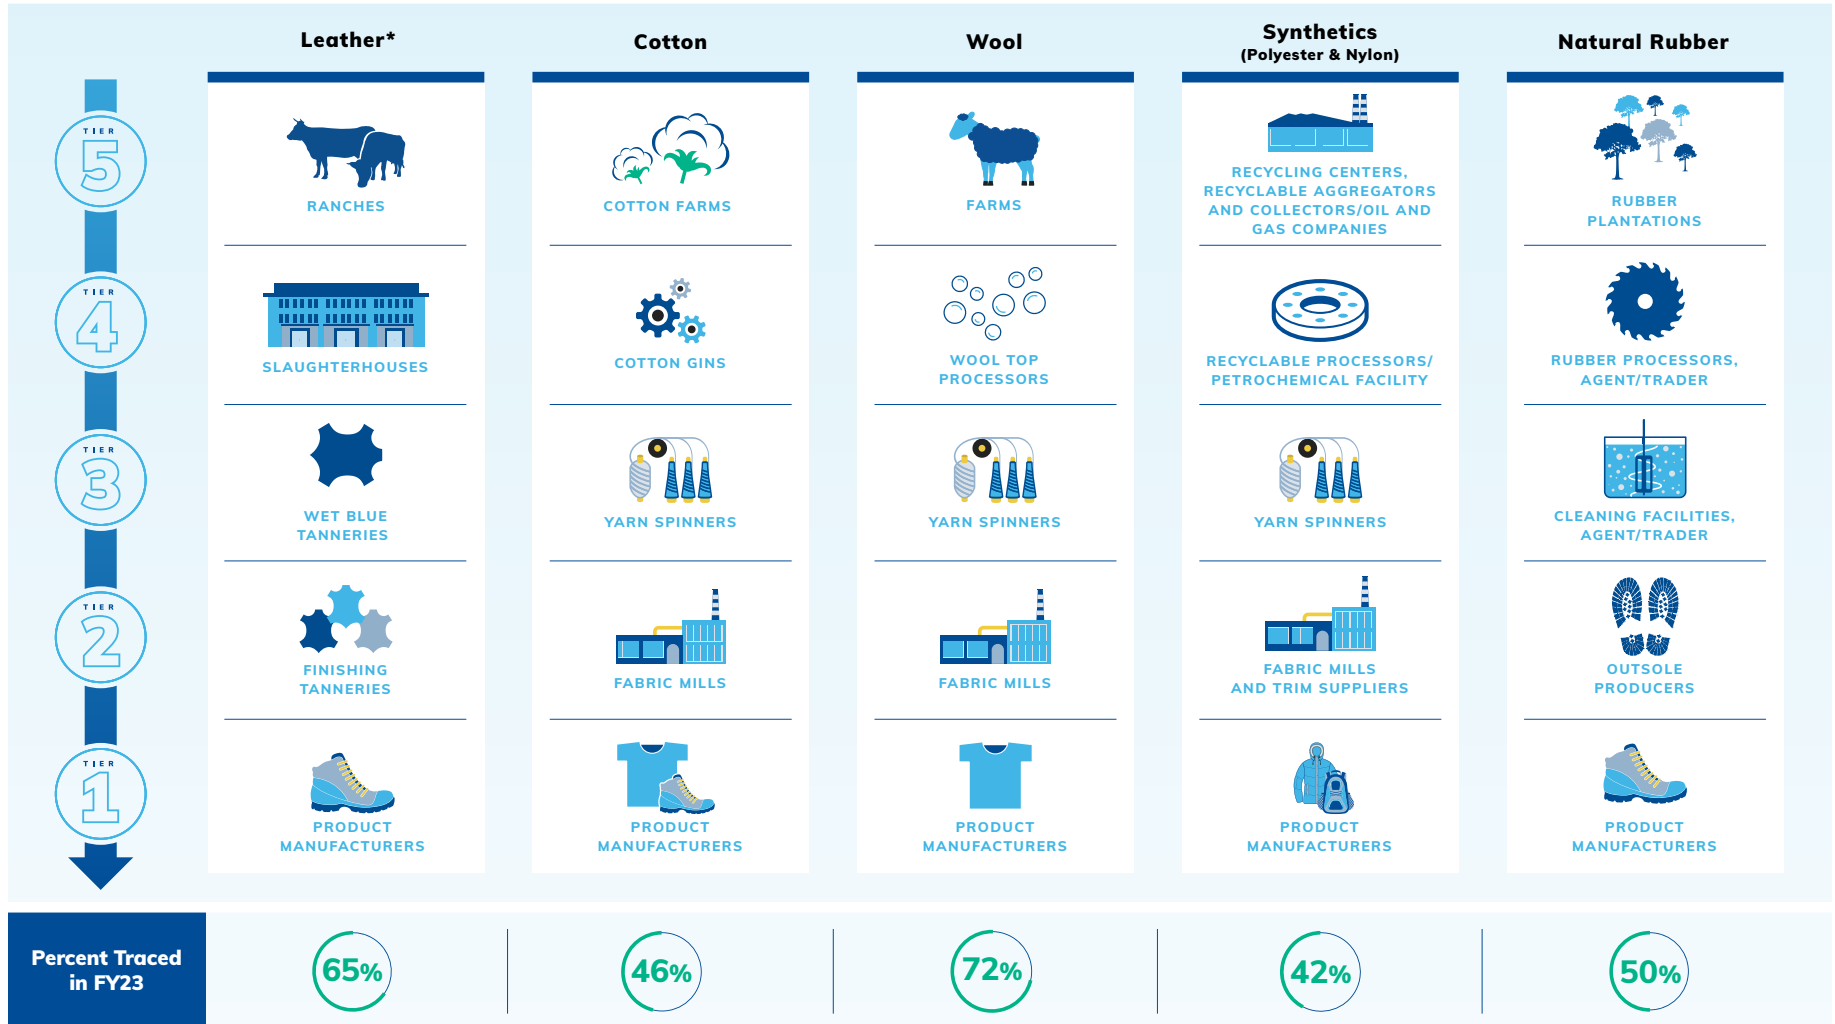 Leather*
Cotton
Wool
Synthetics
(Polyester & Nylon)
Natural Rubber
TIER
5
RANCHES
COTTON FARMS
FARMS
RECYCLING CENTERS,
RECYCLABLE AGGREGATORS
AND COLLECTORS/OIL AND
GAS COMPANIES
RUBBER
PLANTATIONS
TIER
4
SLAUGHTERHOUSES
COTTON GINS
WOOL TOP
PROCESSORS
RECYCLABLE PROCESSORS/
PETROCHEMICAL FACILITY
RUBBER PROCESSORS,
AGENT/TRADER
TIER
3
WET BLUE
TANNERIES
YARN SPINNERS
YARN SPINNERS
YARN SPINNERS
CLEANING FACILITIES,
AGENT/TRADER
TIER
2
FINISHING
TANNERIES
FABRIC MILLS
FABRIC MILLS
FABRIC MILLS
AND TRIM SUPPLIERS
OUTSOLE
PRODUCERS
TIER
1
PRODUCT
MANUFACTURERS
PRODUCT
MANUFACTURERS
PRODUCT
MANUFACTURERS
PRODUCT
MANUFACTURERS
PRODUCT
MANUFACTURERS
Percent Traced
in FY23
65%
46%
72%
42%
50%